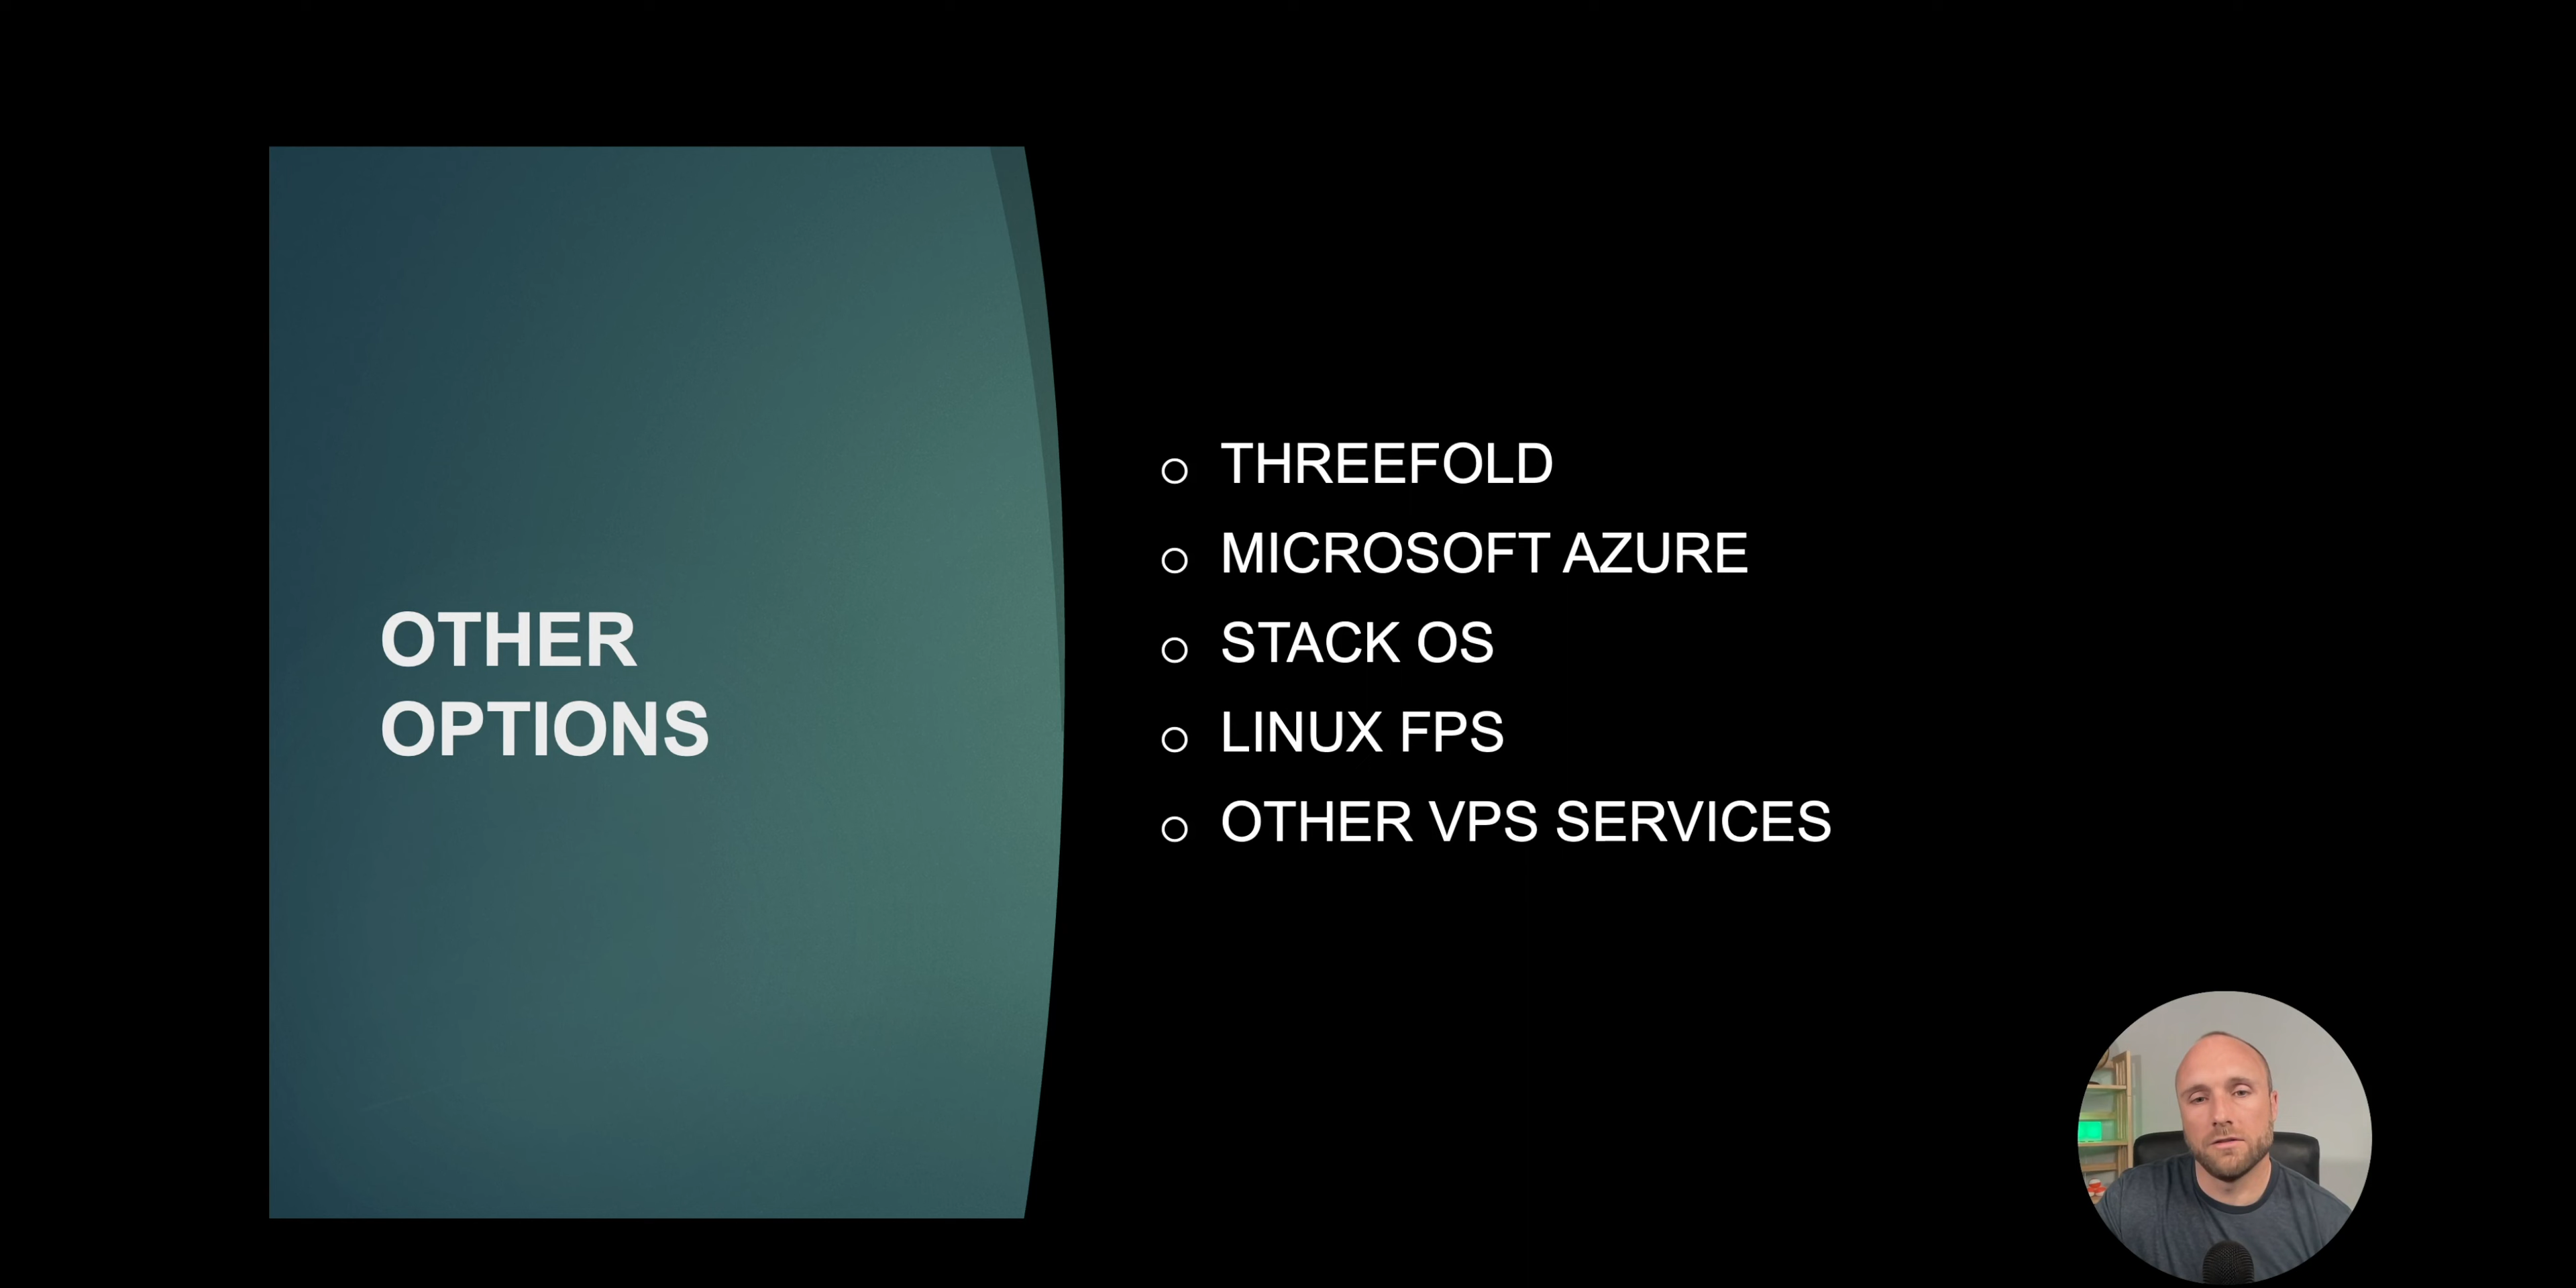 OTHER
OPTIONS
THREEFOLD
MICROSOFT AZURE
STACK OS
LINUX FPS
OTHER VPS SERVICES